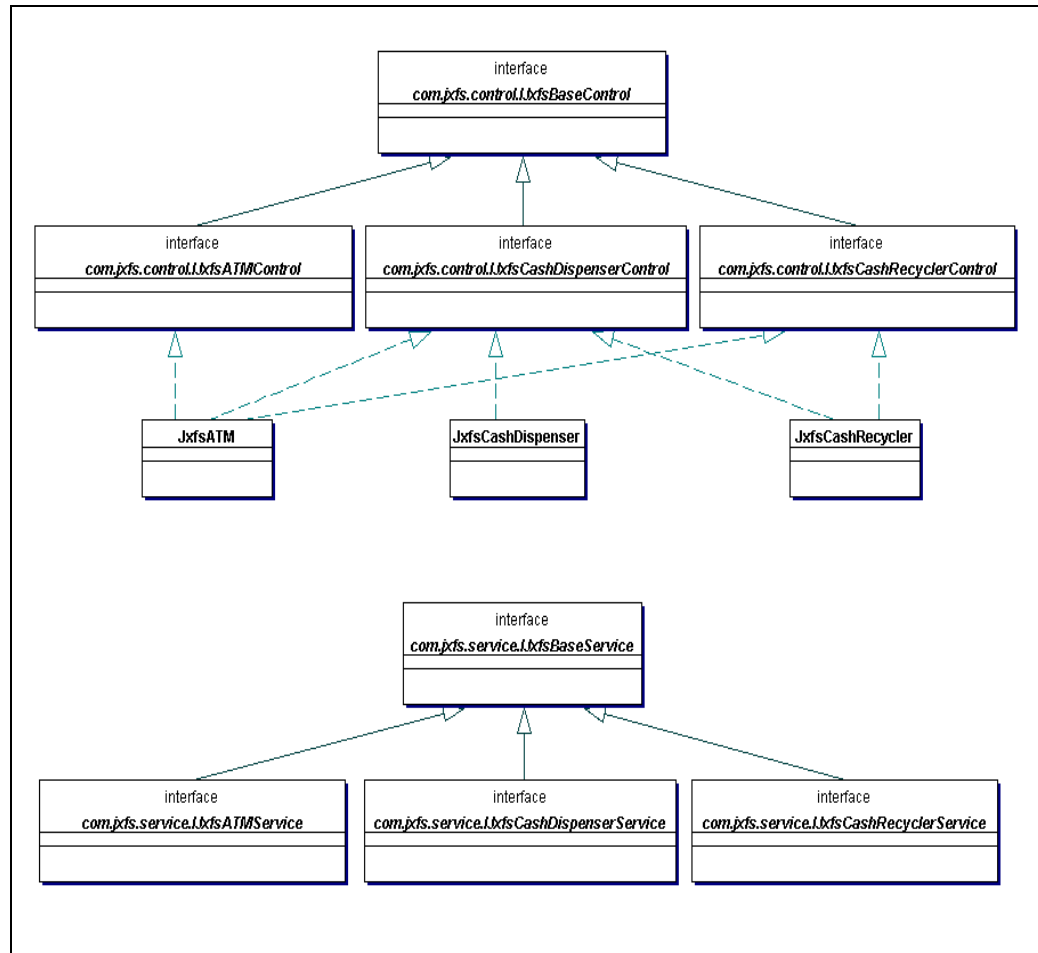 interface
com.jxfs.control.IJxfsBaseControl
interface
com.jxfs.control.IJxfsATMControl
interface
com.jxfs.control.IJxfsCashDispenserControl
interface
com.jxfs.control.IJxfsCashRecyclerControl
JxfsATM
JxfsCashDispenser
JxfsCashRecycler
interface
com.jxfs.service.IJxfsBaseService
interface
com.jxfs.service.IJxfsATMService
interface
com.jxfs.service.IJxfsCashDispenserService
interface
com.jxfs.service.IJxfsCashRecyclerService